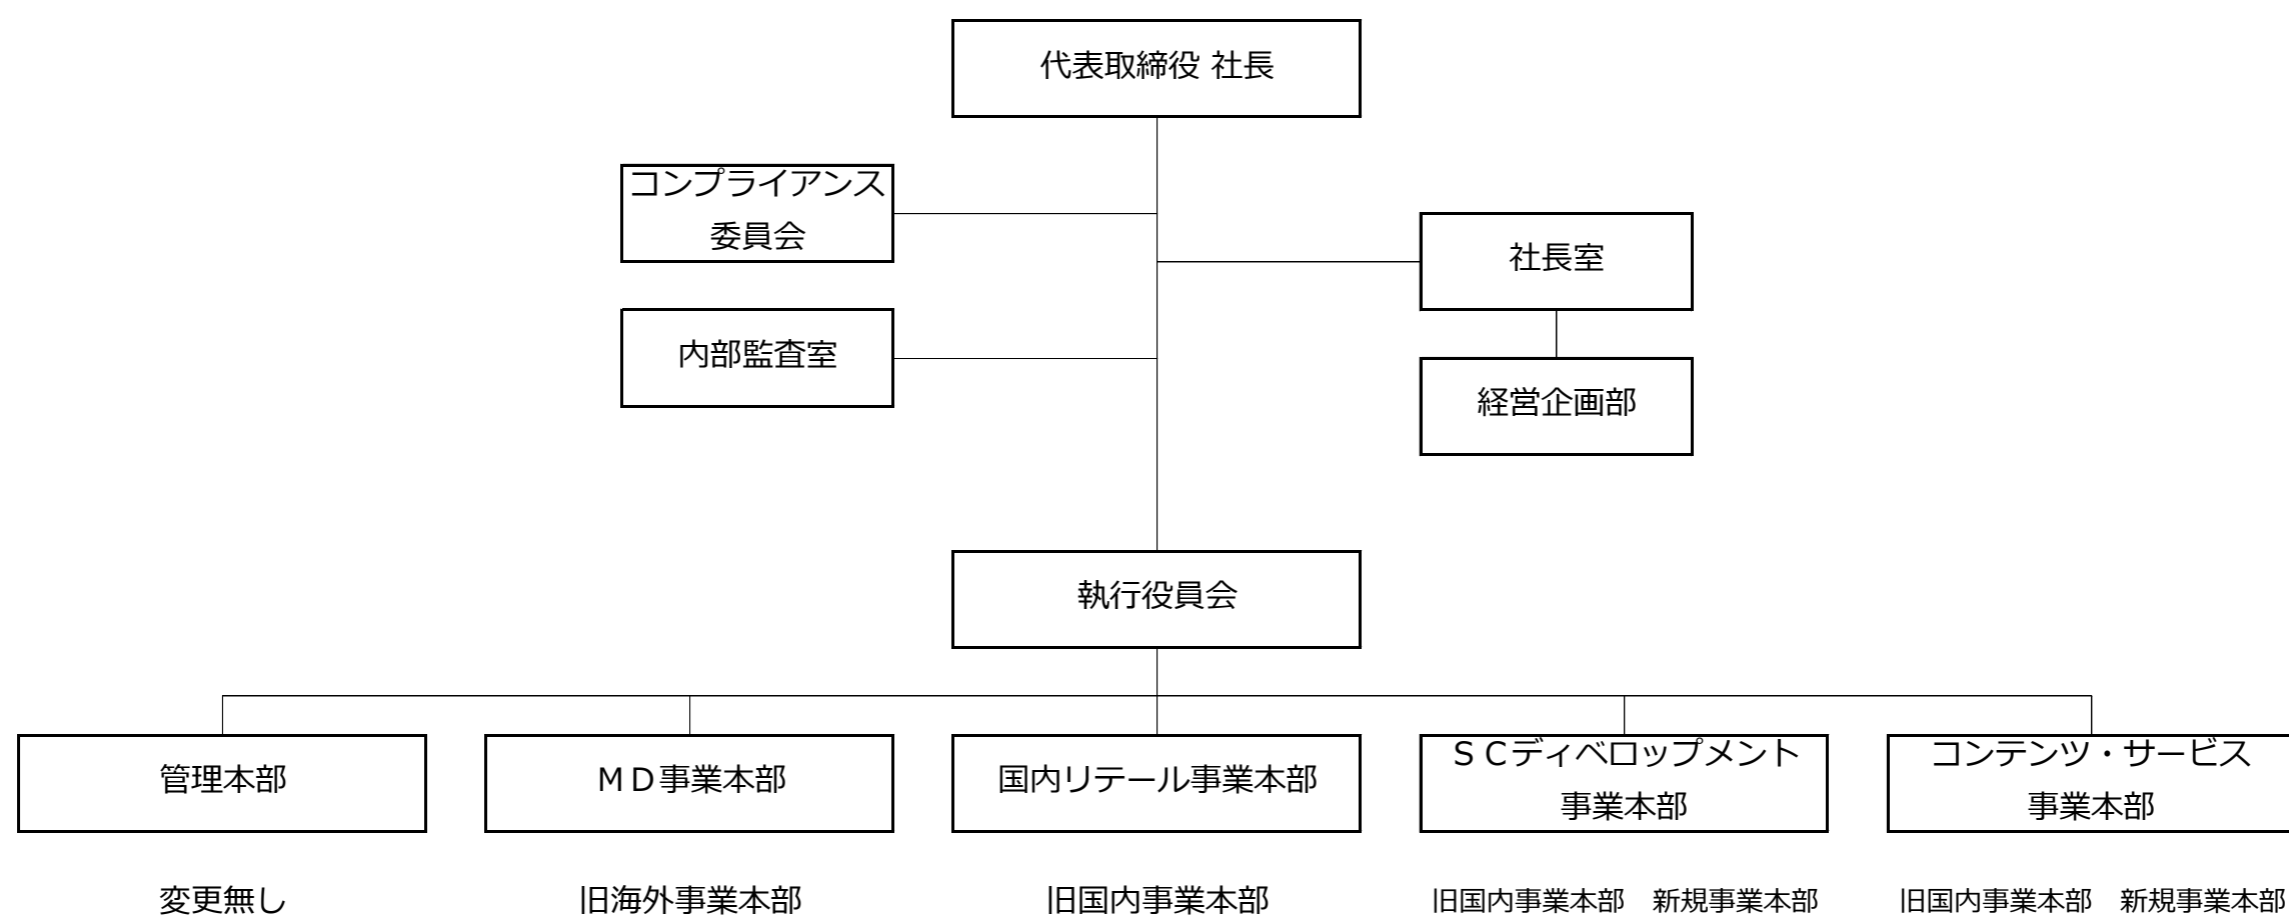 代表取締役 社長
コンプライアンス
委員会
社長室
内部監査室
経営企画部
執行役員会
管理本部
ＭＤ事業本部
国内リテール事業本部
ＳＣディベロップメント
事業本部
コンテンツ・サービス
事業本部
変更無し
旧海外事業本部
旧国内事業本部
旧国内事業本部　新規事業本部
旧国内事業本部　新規事業本部